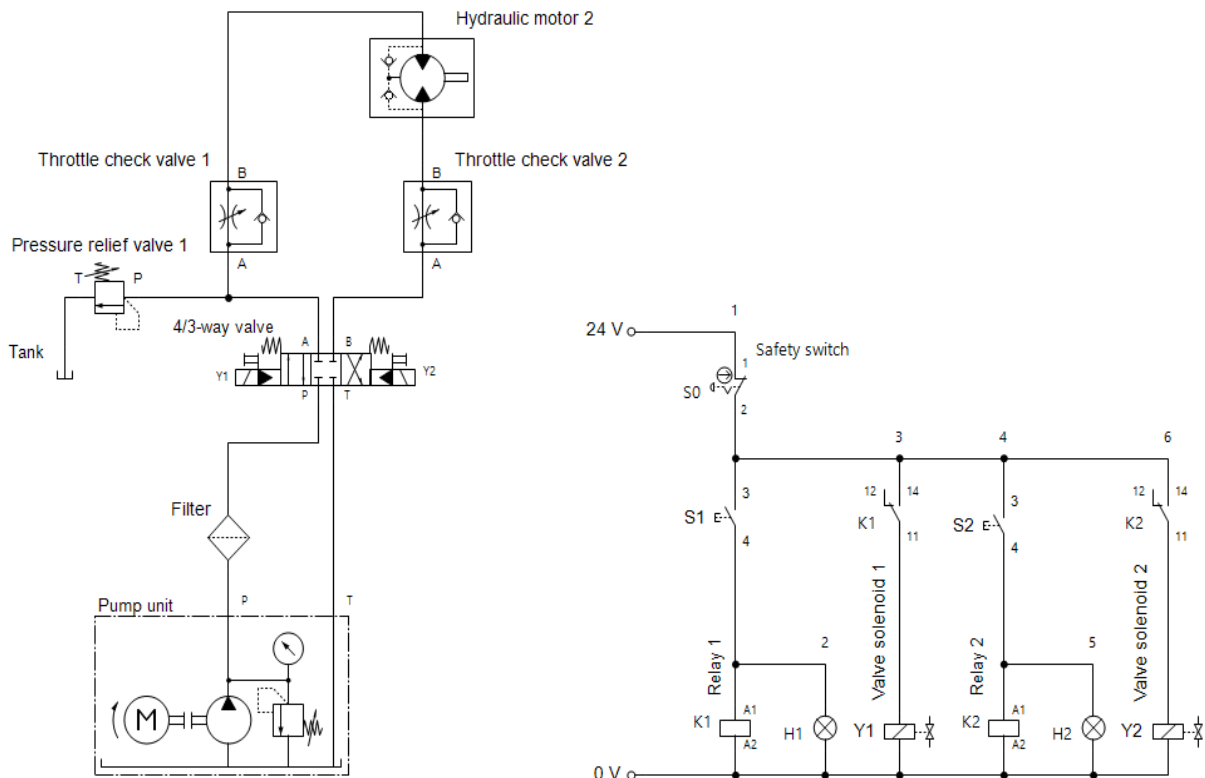 Hydraulic motor 2
Throttle check valve 1
Throttle check valve 2
B
B
A
A
Pressure relief valve 1
T
P
Tank
4/3-way valve
A
B
Y1
Y2
P
T
Filter
Pump unit
P
T
M
1
24 V
Safety switch
1
S0
2
3
4
6
3
S1
4
12
14
K1
11
3
S2
4
12
14
K2
11
Valve solenoid 1
Valve solenoid 2
Relay 1
2
Relay 2
5
K1
A1
A2
H1
Y1
K2
A1
A2
H2
Y2
0 V